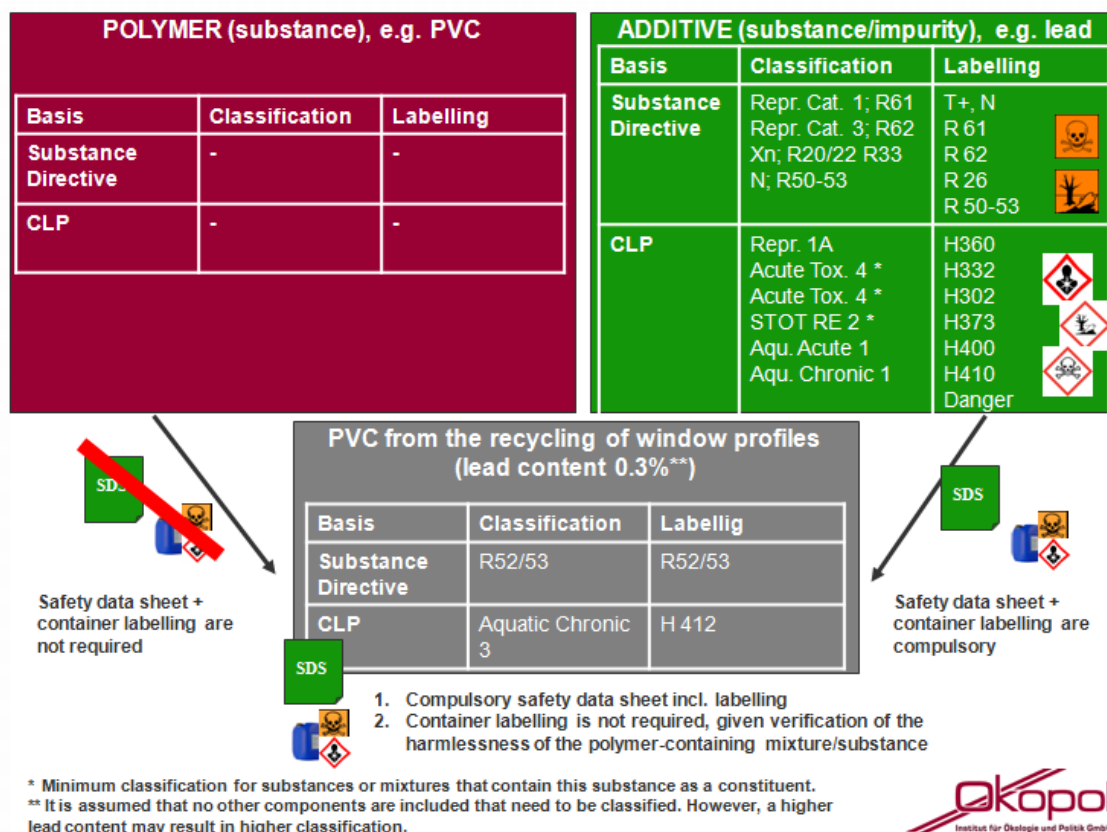 POLYMER (substance), e.g. PVC
Basis Classification Labelling
Substance Directive - -
CLP - -
ADDITIVE (substance/impurity), e.g. lead
Basis Classification Labelling
Substance Repr. Cat. 1; R61 T+, N
Directive Repr. Cat. 3; R62 R 61
Xn; R20/22 R33 R 62
N; R50-53 R 26
R 50-53
CLP Repr. 1A H360
Acute Tox. 4 * H332
Acute Tox. 4 * H302
STOT RE 2 * H373
Aqu. Acute 1 H400
Aqu. Chronic 1 H410
Danger
SDS
Safety data sheet +
container labelling are
not required
PVC from the recycling of window profiles
(lead content 0.3%**)
Basis Classification Labellig
Substance R52/53 R52/53
Directive
CLP Aquatic Chronic H 412
3
SDS
Safety data sheet +
container labelling are
compulsory
SDS
1. Compulsory safety data sheet incl. labelling
2. Container labelling is not required, given verification of the
harmlessness of the polymer-containing mixture/substance
* Minimum classification for substances or mixtures that contain this substance as a constituent.
** It is assumed that no other components are included that need to be classified. However, a higher
lead content may result in higher classification.
Ökopol
Institut für Ökologie und Politik GmbH